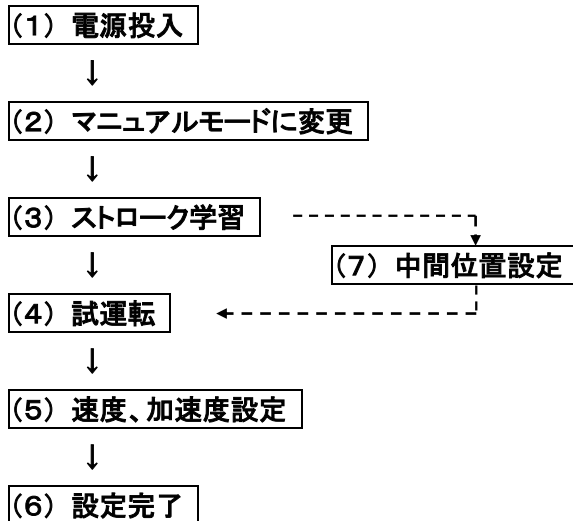 (1) 電源投入
↓
(2) マニュアルモードに変更
↓
(3) ストローク学習
↓
(7) 中間位置設定
(4) 試運転
↓
(5) 速度、加速度設定
↓
(6) 設定完了